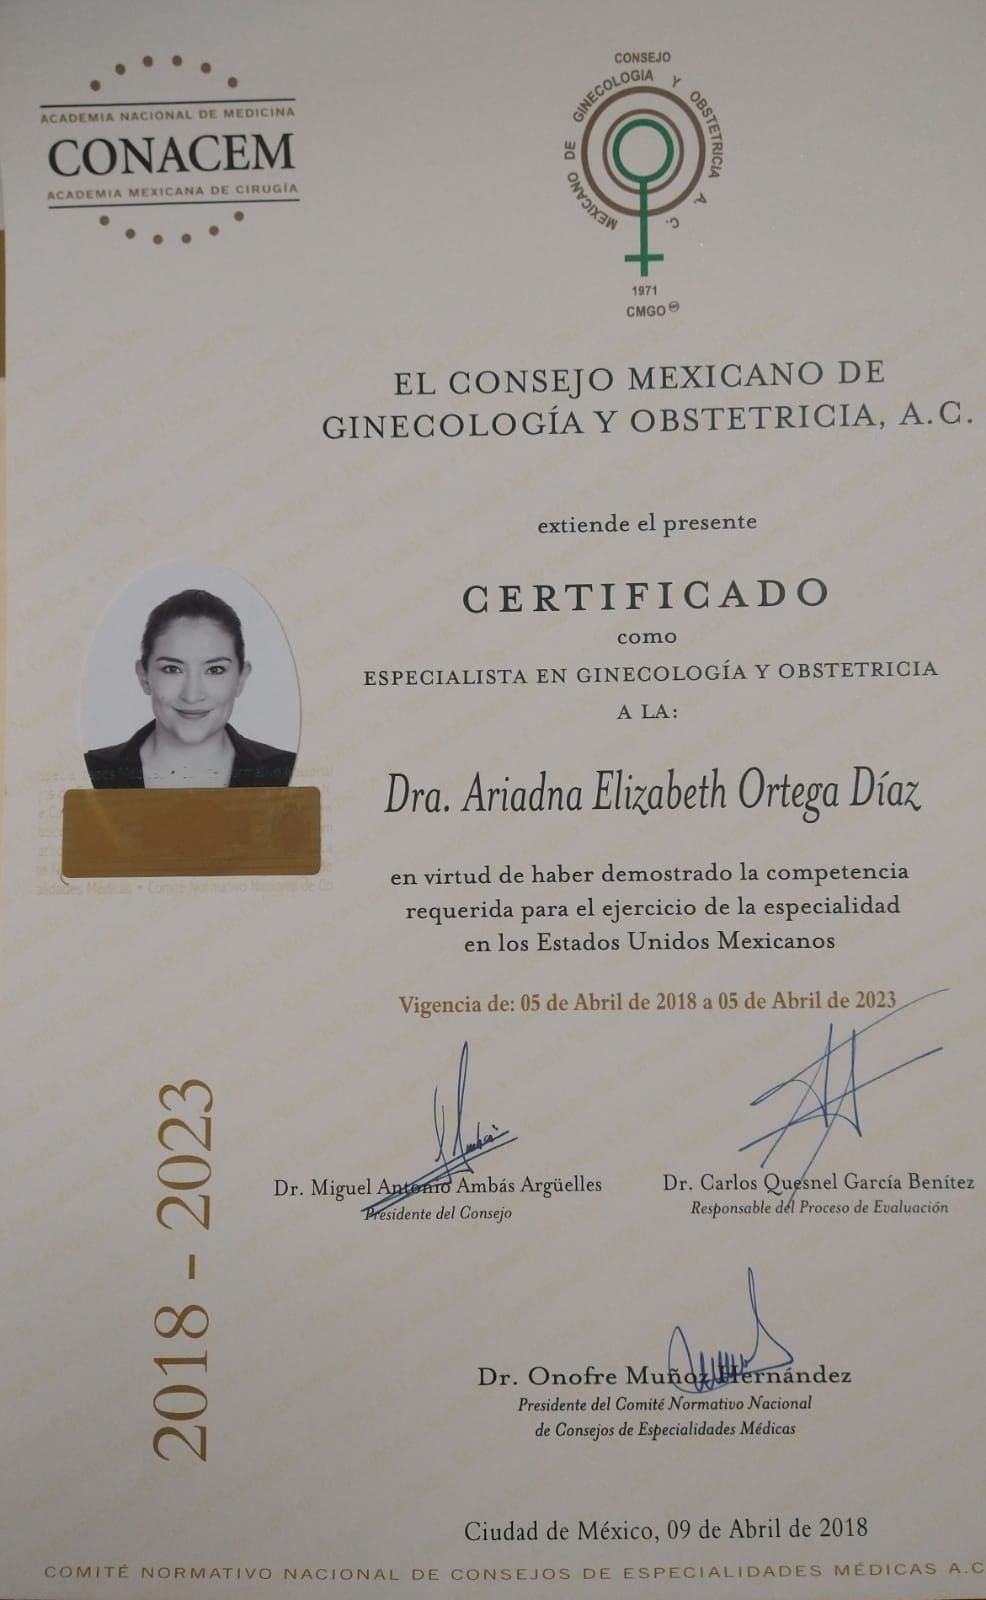 ACADEMIA NACIONAL DE MEDICINA
CONACEM
ACADEMIA MEXICANA DE CIRUGÍA
CONSEJO
MEXICANO DE GINECOLOGIA Y OBSTETRICIA A. C.
1971
CMGO
EL CONSEJO MEXICANO DE
GINECOLOGÍA Y OBSTETRICIA, A.C.
extiende el presente
CERTIFICADO
como
ESPECIALISTA EN GINECOLOGÍA Y OBSTETRICIA
A LA:
Dra. Ariadna Elizabeth Ortega Díaz
en virtud de haber demostrado la competencia
requerida para el ejercicio de la especialidad
en los Estados Unidos Mexicanos
Vigencia de: 05 de Abril de 2018 a 05 de Abril de 2023
2018 - 2023
Dr. Miguel Antonio Ambás Argüelles
Presidente del Consejo
Dr. Carlos Quesnel García Benítez
Responsable del Proceso de Evaluación
Dr. Onofre Muñoz Hernández
Presidente del Comité Normativo Nacional
de Consejos de Especialidades Médicas
Ciudad de México, 09 de Abril de 2018
COMITÉ NORMATIVO NACIONAL DE CONSEJOS DE ESPECIALIDADES MÉDICAS A.C